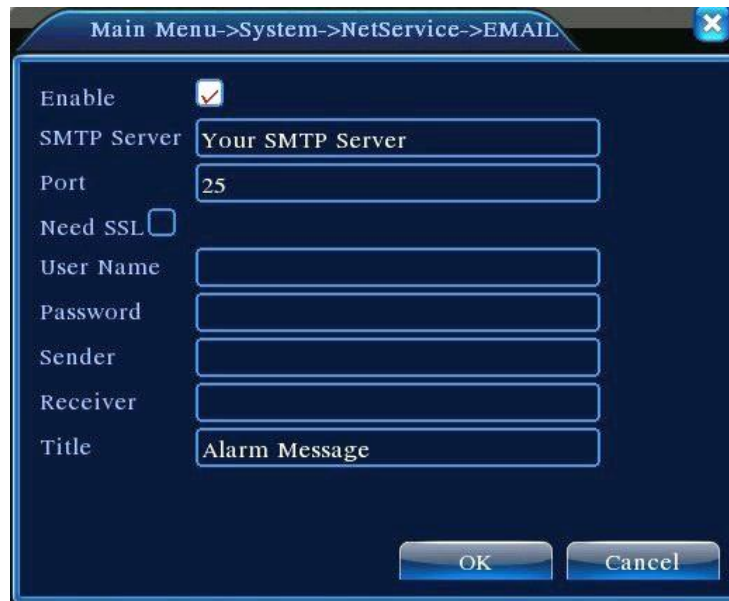 Main Menu->System->NetService->EMAIL
Enable
SMTP Server Your SMTP Server
Port 25
Need SSL
User Name
Password
Sender
Receiver
Title Alarm Message
OK Cancel